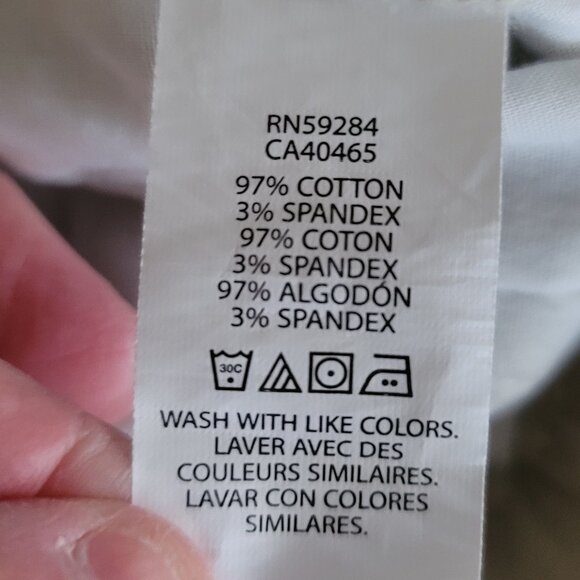 RN59284
CA40465
97% COTTON
3% SPANDEX
97% COTON
3% SPANDEX
97% ALGODÓN
3% SPANDEX
30C
WASH WITH LIKE COLORS.
LAVER AVEC DES
COULEURS SIMILAIRES.
LAVAR CON COLORES
SIMILARES.